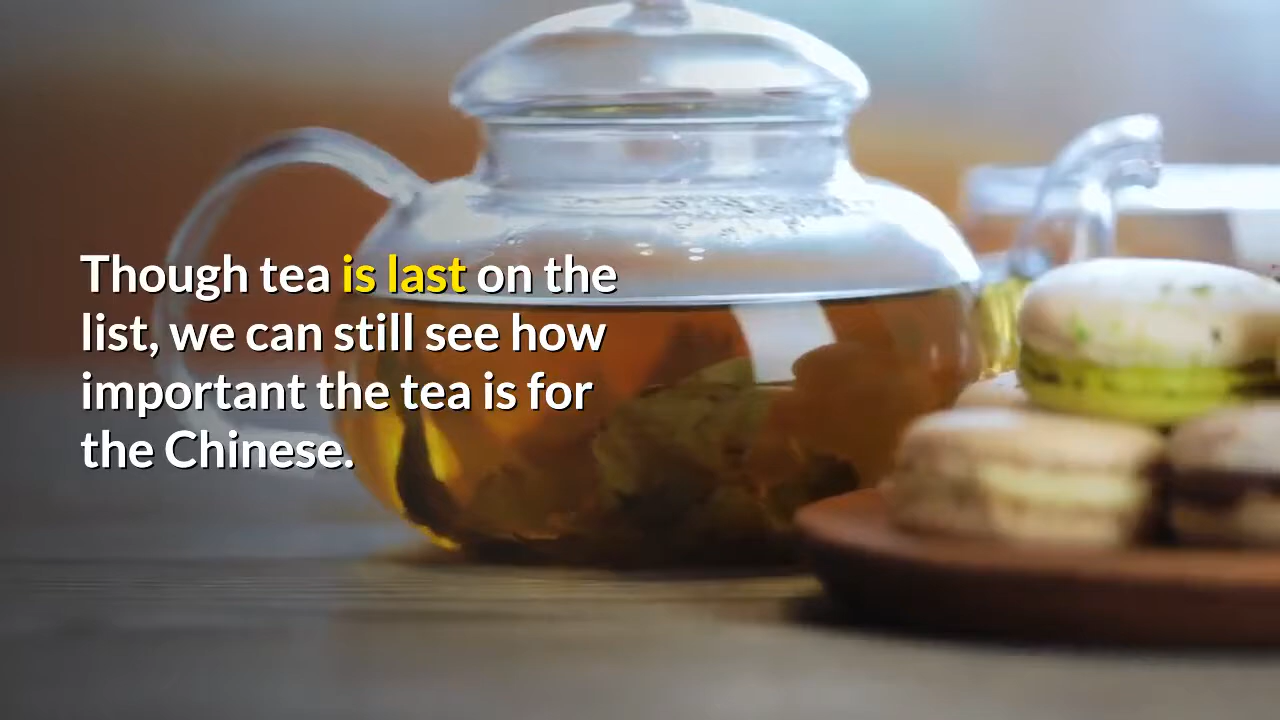 Though tea is last on the
list, we can still see how
important the tea is for
the Chinese.